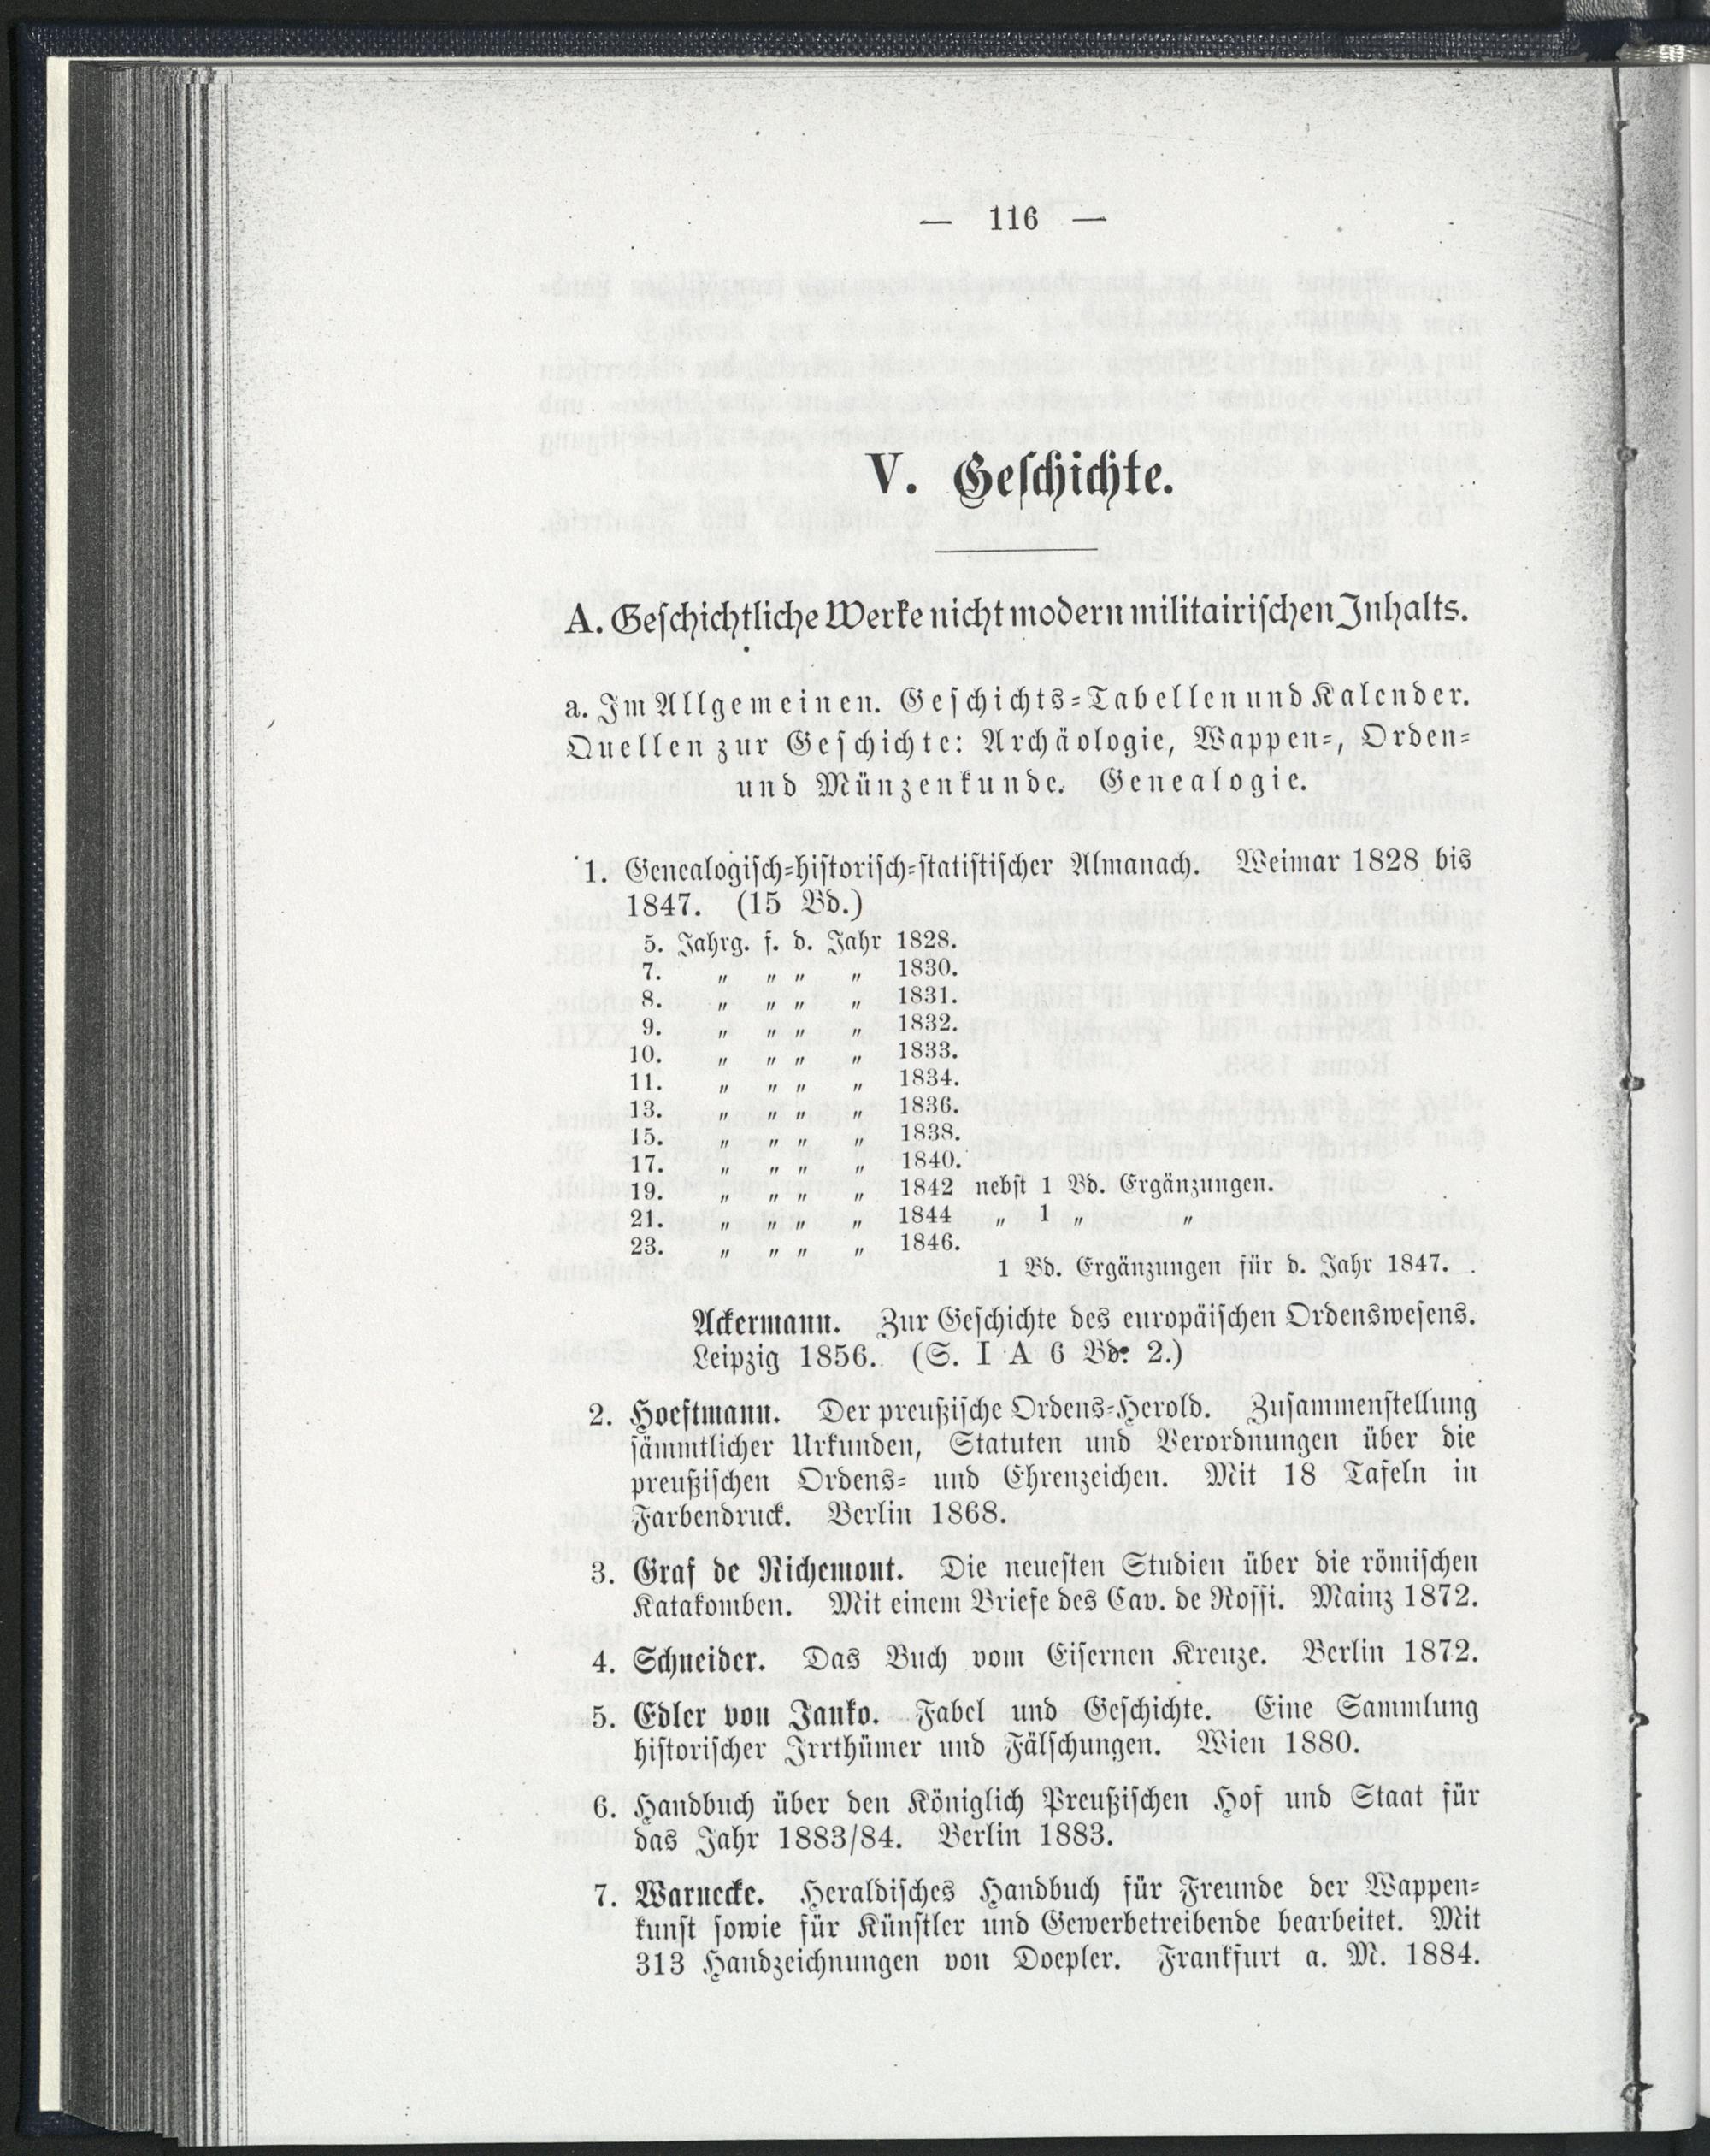 — 116 —
V. Geschichte.
A. Geschichtliche Werke nicht modern militairischen Inhalts.
a. Im Allgemeinen. Geschichts=Tabellen und Kalender.
Quellen zur Geschichte: Archäologie, Wappen=, Orden=
und Münzenkunde. Genealogie.
1. Genealogisch=historisch=statistischer Almanach. Weimar 1828 bis
1847. (15 Bd.)
5. Jahrg. f. d. Jahr 1828.
7. " " " " 1830.
8. " " " " 1831.
9. " " " " 1832.
10. " " " " 1833.
11. " " " " 1834.
13. " " " " 1836.
15. " " " " 1838.
17. " " " " 1840.
19. " " " " 1842 nebst 1 Bd. Ergänzungen.
21. " " " " 1844 " 1 " "
23. " " " " 1846.
1 Bd. Ergänzungen für d. Jahr 1847.
Ackermann. Zur Geschichte des europäischen Ordenswesens.
Leipzig 1856. (S. I A 6 Bd. 2.)
2. Hoeftmann. Der preußische Ordens=Herold. Zusammenstellung
sämmtlicher Urkunden, Statuten und Verordnungen über die
preußischen Ordens= und Ehrenzeichen. Mit 18 Tafeln in
Farbendruck. Berlin 1868.
3. Graf de Richemont. Die neuesten Studien über die römischen
Katakomben. Mit einem Briefe des Cav. de Rossi. Mainz 1872.
4. Schneider. Das Buch vom Eisernen Kreuze. Berlin 1872.
5. Edler von Janko. Fabel und Geschichte. Eine Sammlung
historischer Irrthümer und Fälschungen. Wien 1880.
6. Handbuch über den Königlich Preußischen Hof und Staat für
das Jahr 1883/84. Berlin 1883.
7. Warnecke. Heraldisches Handbuch für Freunde der Wappen=
kunst sowie für Künstler und Gewerbetreibende bearbeitet. Mit
313 Handzeichnungen von Doepler. Frankfurt a. M. 1884.